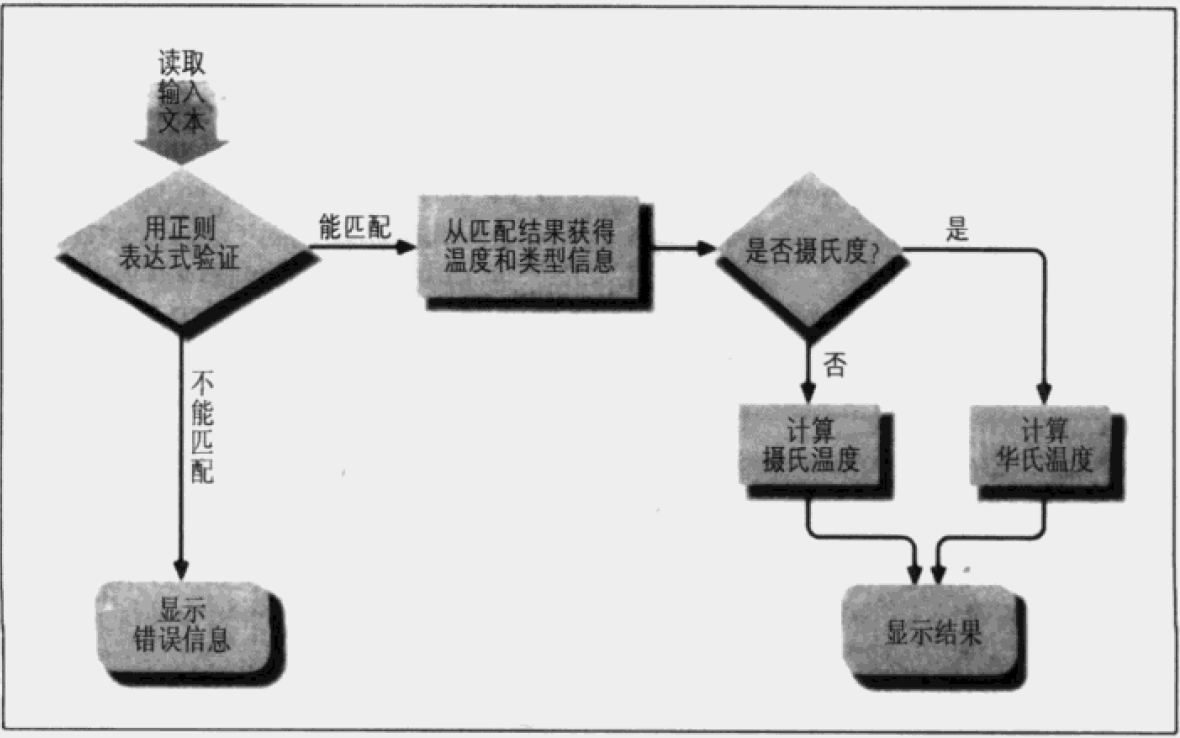 读取
输入
文本
用正则
表达式验证
能匹配
从匹配结果获得
温度和类型信息
是否摄氏度?
是
否
不
能
匹
配
计算
摄氏温度
计算
华氏温度
显示
错误信息
显示结果